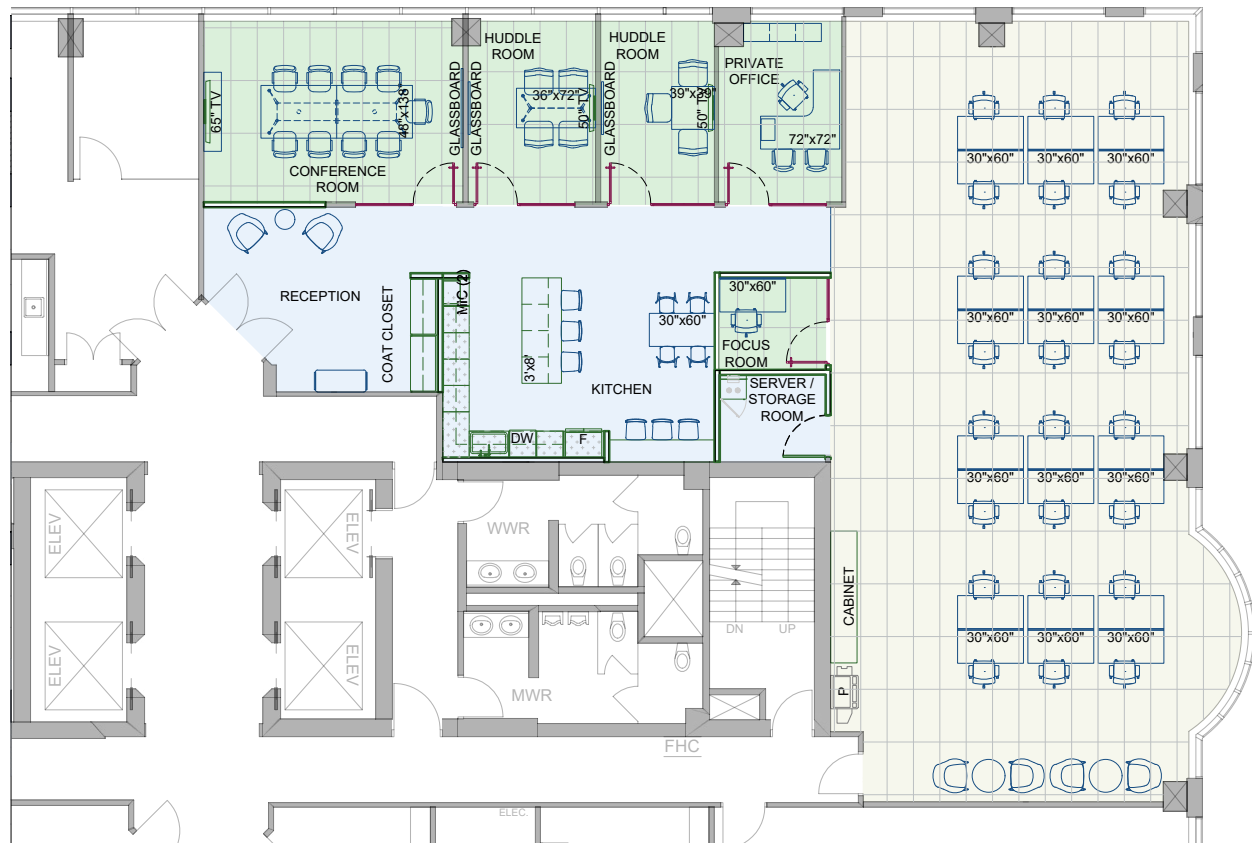 HUDDLE
ROOM
HUDDLE
ROOM
PRIVATE
OFFICE
65" TV
48"x138"
GLASSBOARD
GLASSBOARD
36"x72"
50" TV
GLASSBOARD
39"x39"
50" TV
72"x72"
CONFERENCE
ROOM
30"x60"
30"x60"
30"x60"
RECEPTION
COAT CLOSET
MIC (2)
3'x8'
30"x60"
KITCHEN
30"x60"
FOCUS
ROOM
SERVER /
STORAGE
ROOM
30"x60"
30"x60"
30"x60"
DW
F
30"x60"
30"x60"
30"x60"
ELEV
ELEV
WWR
CABINET
ELEV
ELEV
MWR
DN
UP
30"x60"
30"x60"
30"x60"
P
FHC
ELEC.